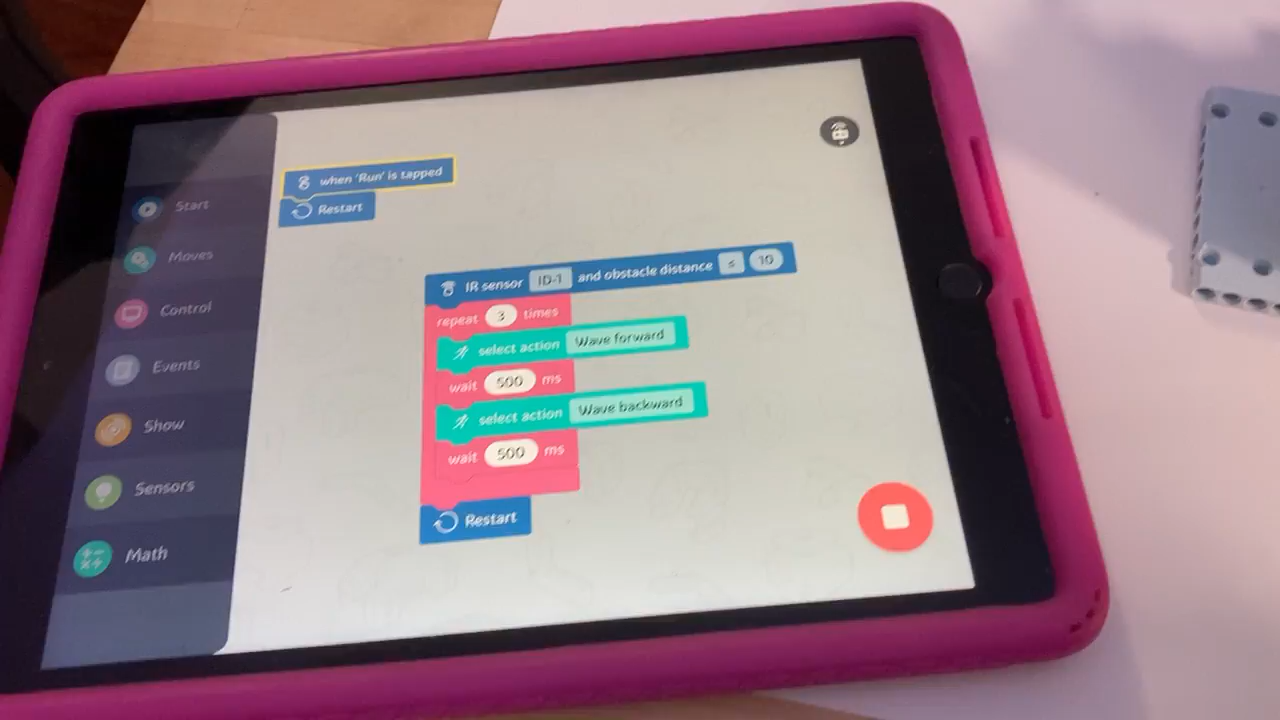 Start
Moves
Control
Events
Show
Sensors
Math
when 'Run' is tapped
Restart
IR sensor ID-1 and obstacle distance ≤ 10
repeat 3 times
select action Wave forward
wait 500 ms
select action Wave backward
wait 500 ms
Restart